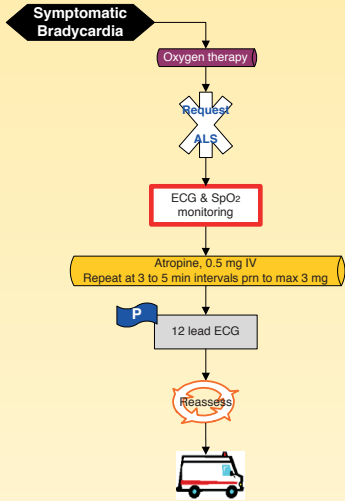 Symptomatic
Bradycardia
Oxygen therapy
Request
ALS
ECG & SpO2
monitoring
Atropine, 0.5 mg IV
Repeat at 3 to 5 min intervals prn to max 3 mg
P
12 lead ECG
Reassess